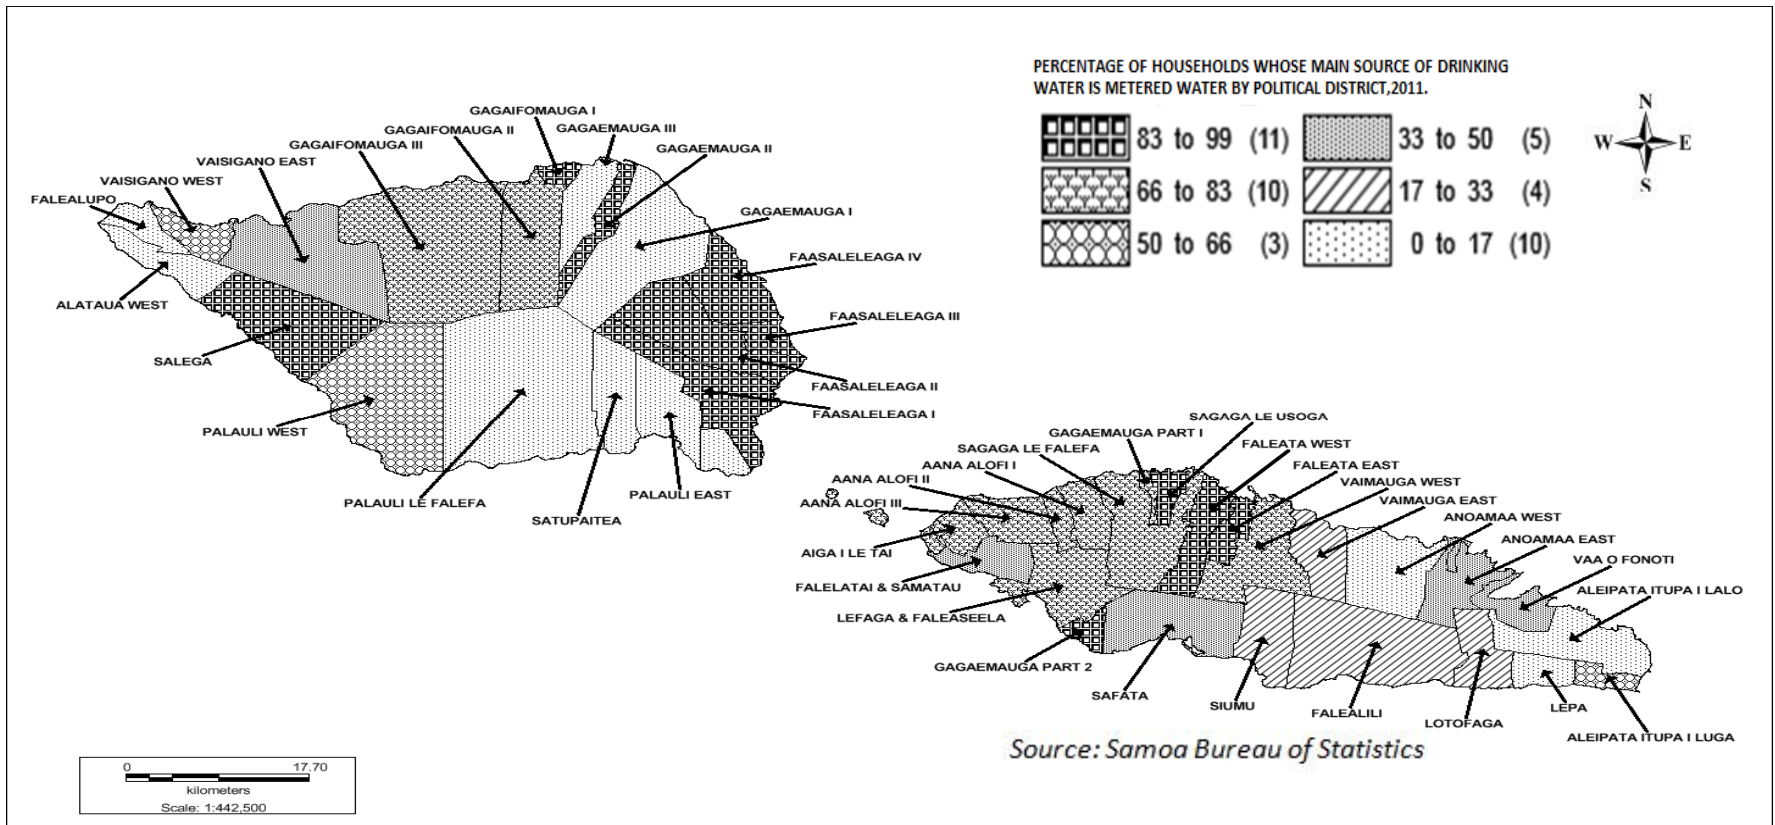 PERCENTAGE OF HOUSEHOLDS WHOSE MAIN SOURCE OF DRINKING
WATER IS METERED WATER BY POLITICAL DISTRICT,2011.
83 to 99 (11)
33 to 50 (5)
66 to 83 (10)
17 to 33 (4)
50 to 66 (3)
0 to 17 (10)
N
W
E
S
GAGAIFOMAUGA I
GAGAIFOMAUGA II
GAGAEMAUGA III
GAGAIFOMAUGA III
GAGAEMAUGA II
VAISIGANO EAST
VAISIGANO WEST
FALEALUPO
GAGAEMAUGA I
FAASALELEAGA IV
ALATAUA WEST
FAASALELEAGA III
SALEGA
FAASALELEAGA II
FAASALELEAGA I
PALAULI WEST
PALAULI LE FALEFA
PALAULI EAST
SATUPAITEA
SAGAGA LE USOGA
GAGAEMAUGA PART I
FALEATA WEST
SAGAGA LE FALEFA
FALEATA EAST
AANA ALOFI I
VAIMAUGA WEST
AANA ALOFI II
VAIMAUGA EAST
AANA ALOFI III
ANOAMAA WEST
ANOAMAA EAST
AIGA I LE TAI
VAA O FONOTI
FALELATAI & SAMATAU
ALEIPATA ITUPA I LALO
LEFAGA & FALEASEELA
GAGAEMAUGA PART 2
SAFATA
SIUMU
FALEALILI
LOTOFAGA
LEPA
ALEIPATA ITUPA I LUGA
Source: Samoa Bureau of Statistics
0 17.70
kilometers
Scale: 1:442,500